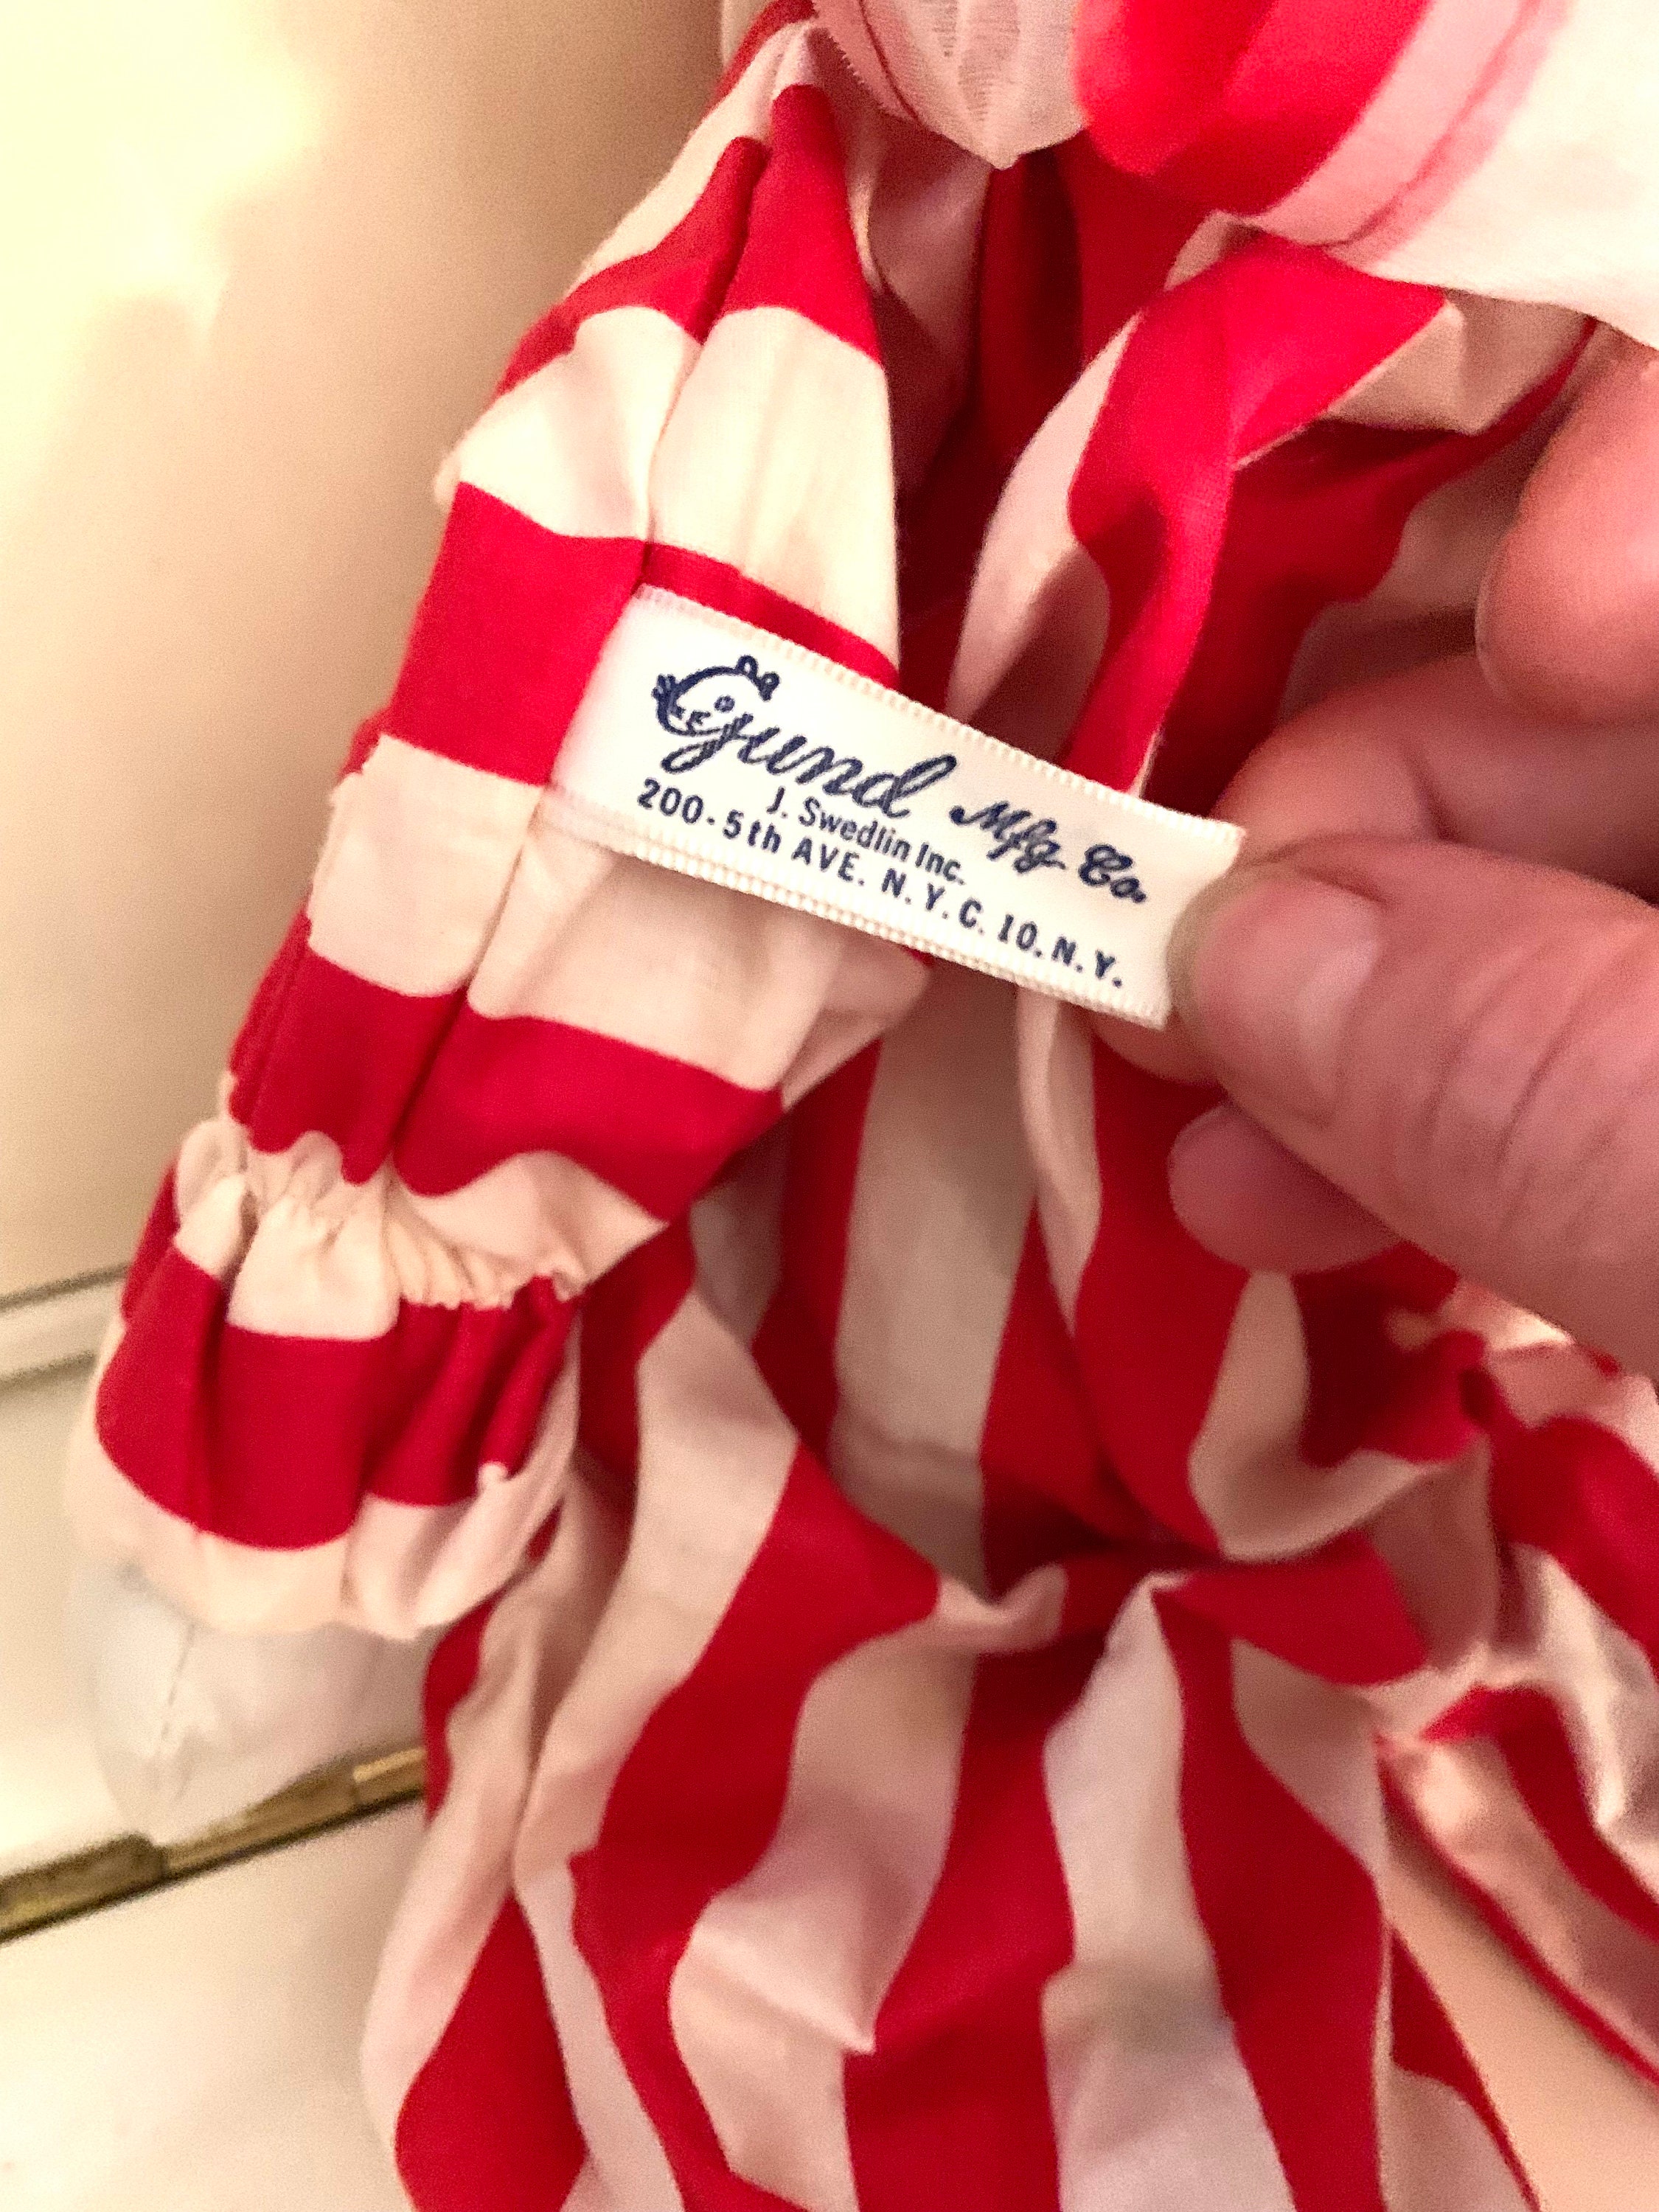 Gund Mfg. Co.
J. Swedlin Inc.
200-5th AVE. N.Y.C. 10. N.Y.